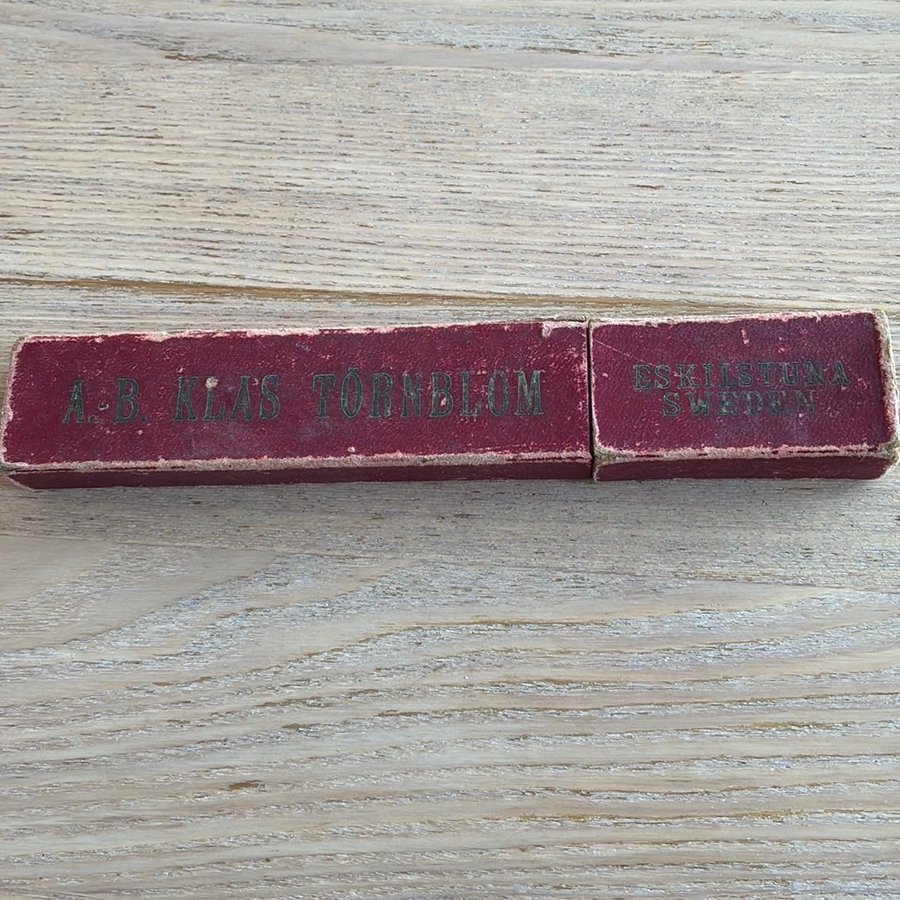 A.-B. KLAS TÖRNBLOM
ESKILSTUNA
SWEDEN